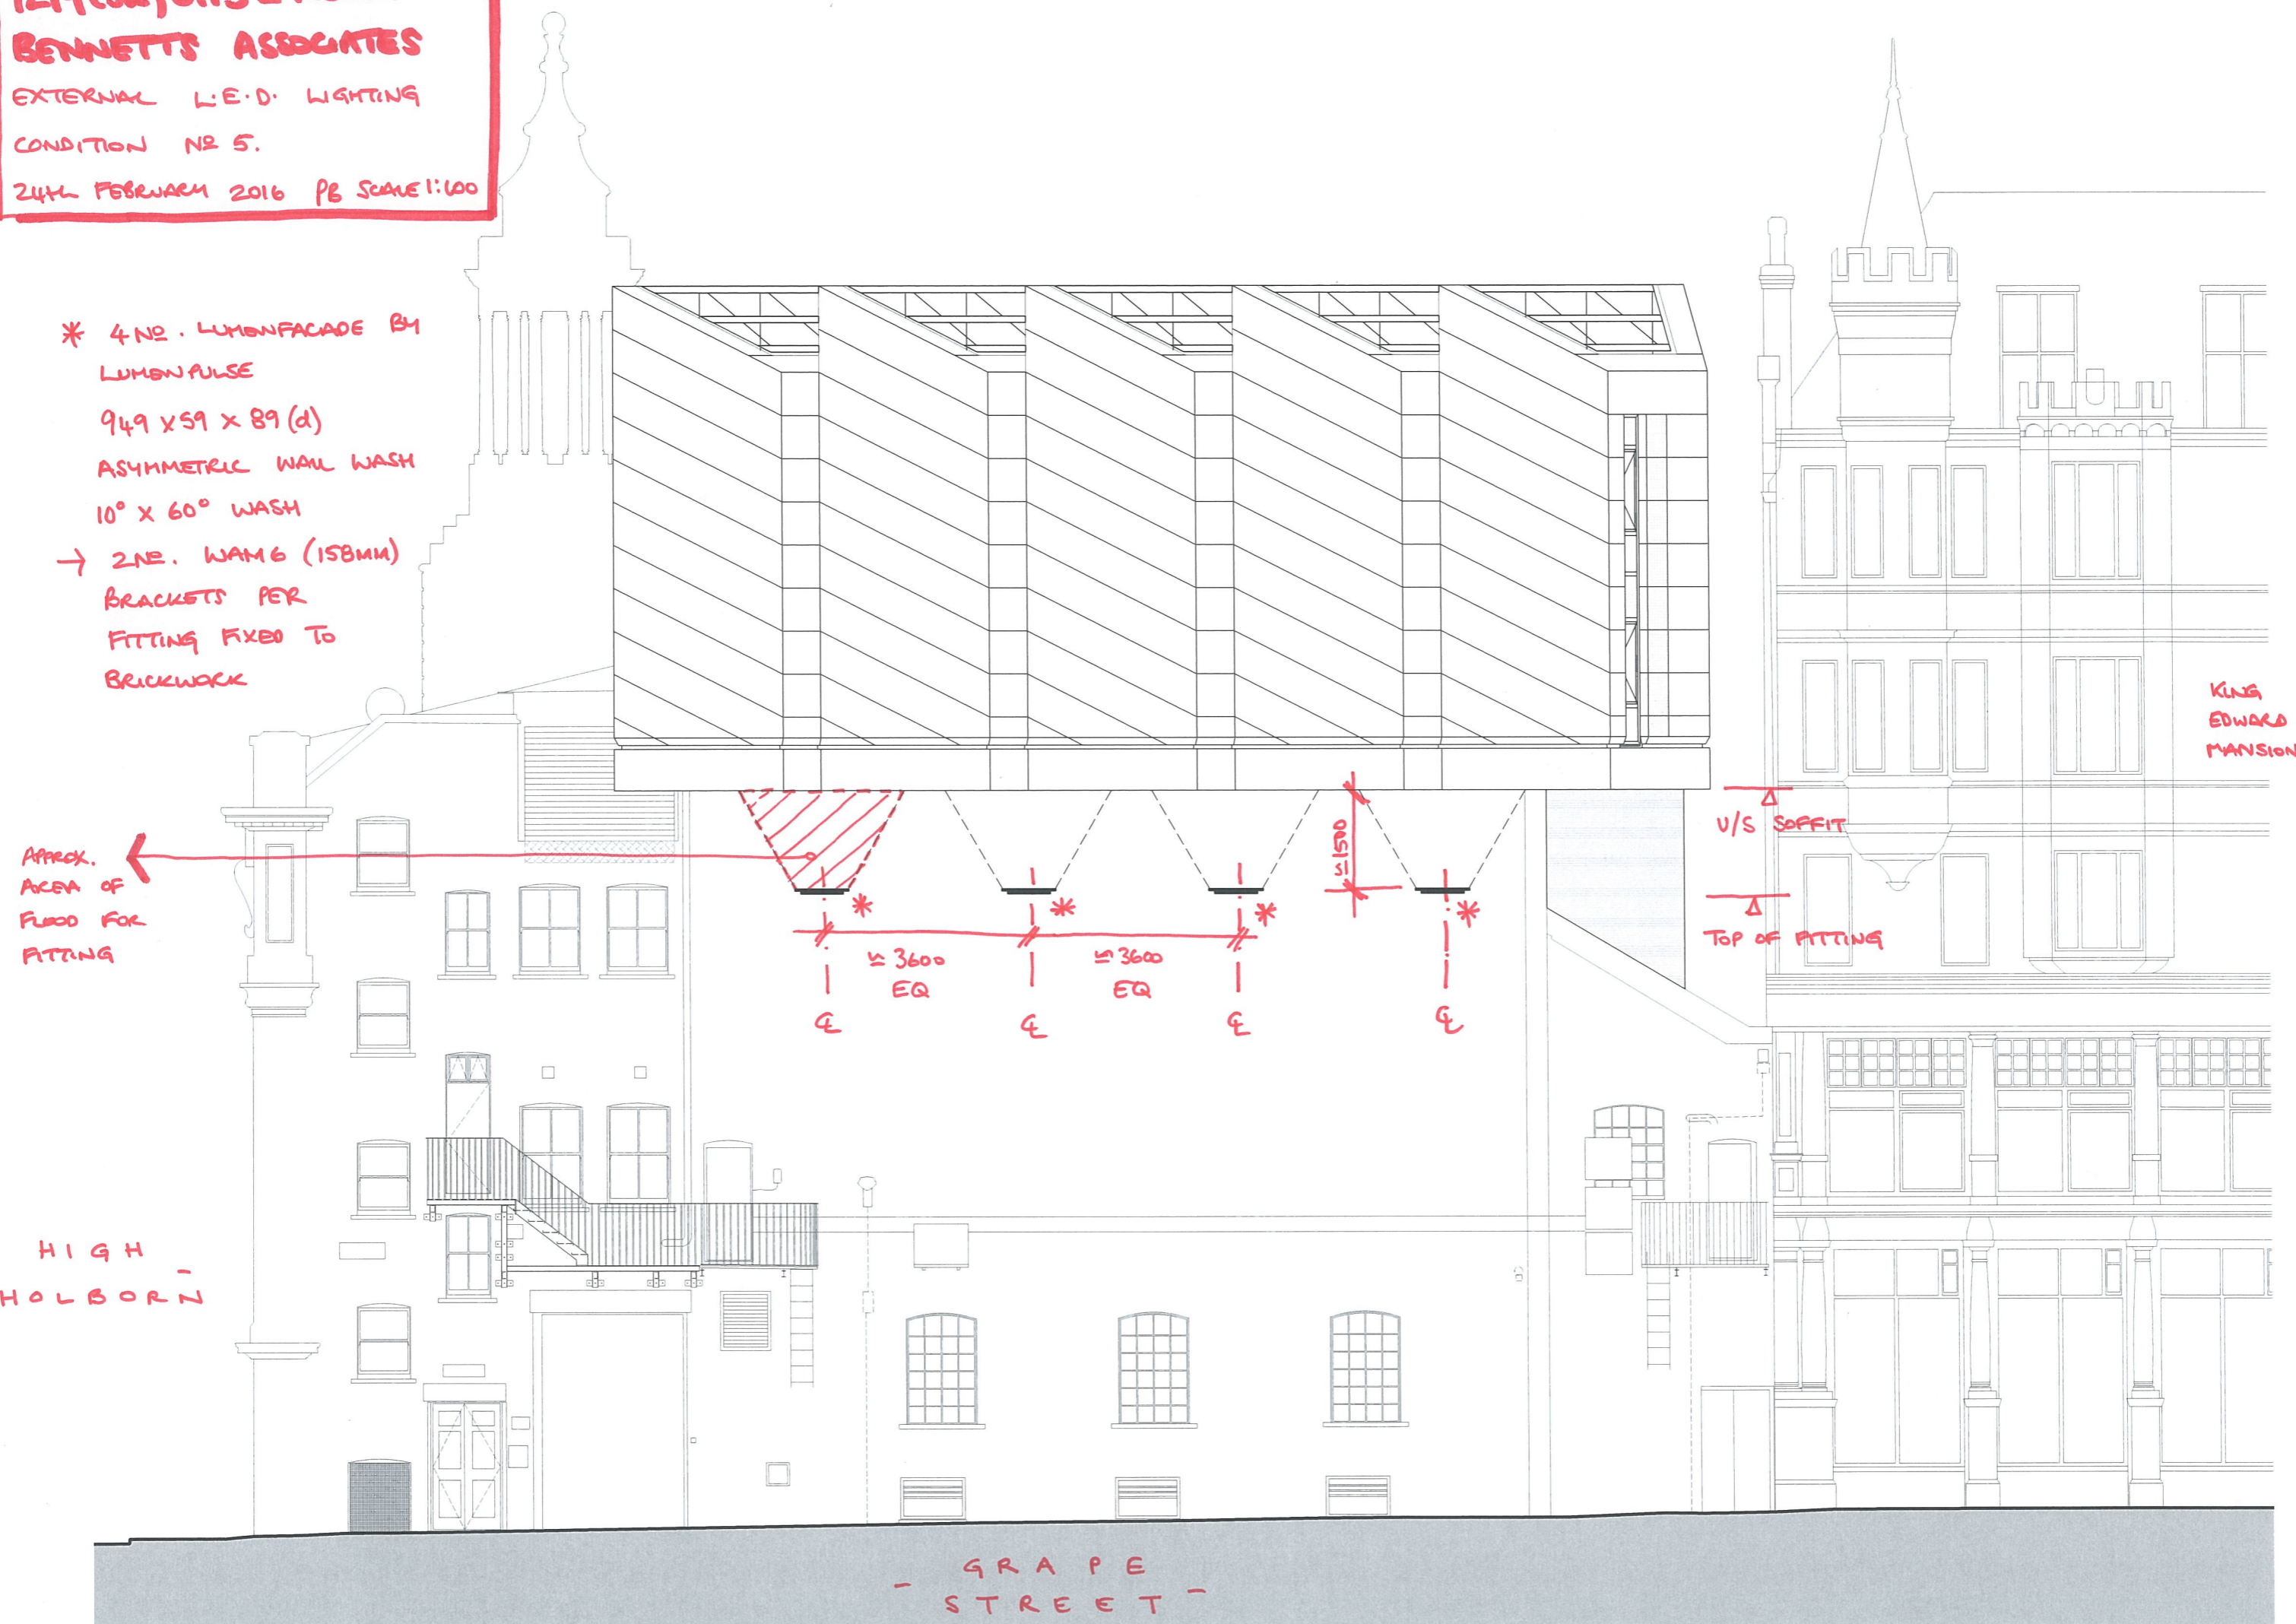 BENNETTS ASSOCIATES
EXTERNAL L.E.D. LIGHTING
CONDITION Nº 5.
24th FEBRUARY 2016 PB SCALE 1:100
* 4 Nº. LUMENFACADE BY
LUMENPULSE
949 x 59 x 89 (d)
ASYMMETRIC WALL WASH
10° x 60° WASH
→ 2 Nº. WAM6 (158MM)
BRACKETS PER
FITTING FIXED TO
BRICKWORK
KING
EDWARD
MANSION
U/S SOFFIT
≃1500
APPROX.
AREA OF
FLOOD FOR
FITTING
* * * *
TOP OF FITTING
≃ 3600
EQ
≃ 3600
EQ
℄ ℄ ℄ ℄
HIGH
HOLBORN -
GRAPE
- STREET -